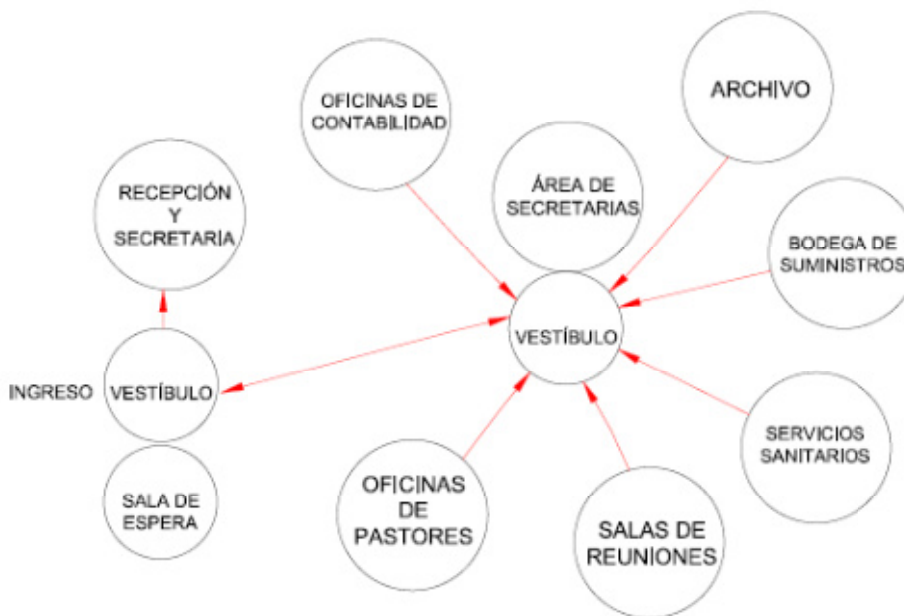 OFICINAS DE
CONTABILIDAD
ARCHIVO
RECEPCIÓN
Y
SECRETARÍA
ÁREA DE
SECRETARIAS
BODEGA DE
SUMINISTROS
VESTÍBULO
INGRESO
VESTÍBULO
SALA DE
ESPERA
OFICINAS
DE
PASTORES
SALAS DE
REUNIONES
SERVICIOS
SANITARIOS